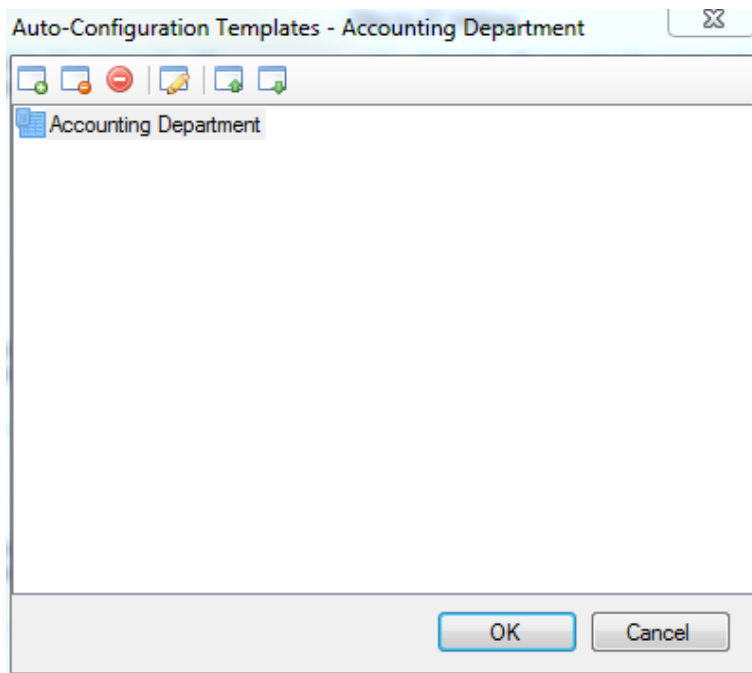 Auto-Configuration Templates - Accounting Department
Accounting Department
OK
Cancel